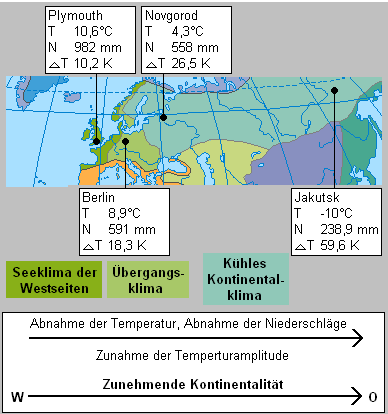 Plymouth
T 10,6°C
N 982 mm
△T 10,2 K
Novgorod
T 4,3°C
N 558 mm
△T 26,5 K
Berlin
T 8,9°C
N 591 mm
△T 18,3 K
Jakutsk
T -10°C
N 238,9 mm
△T 59,6 K
Seeklima der
Westseiten
Übergangs-
klima
Kühles
Kontinental-
klima
Abnahme der Temperatur, Abnahme der Niederschläge
Zunahme der Temperturamplitude
Zunehmende Kontinentalität
W O